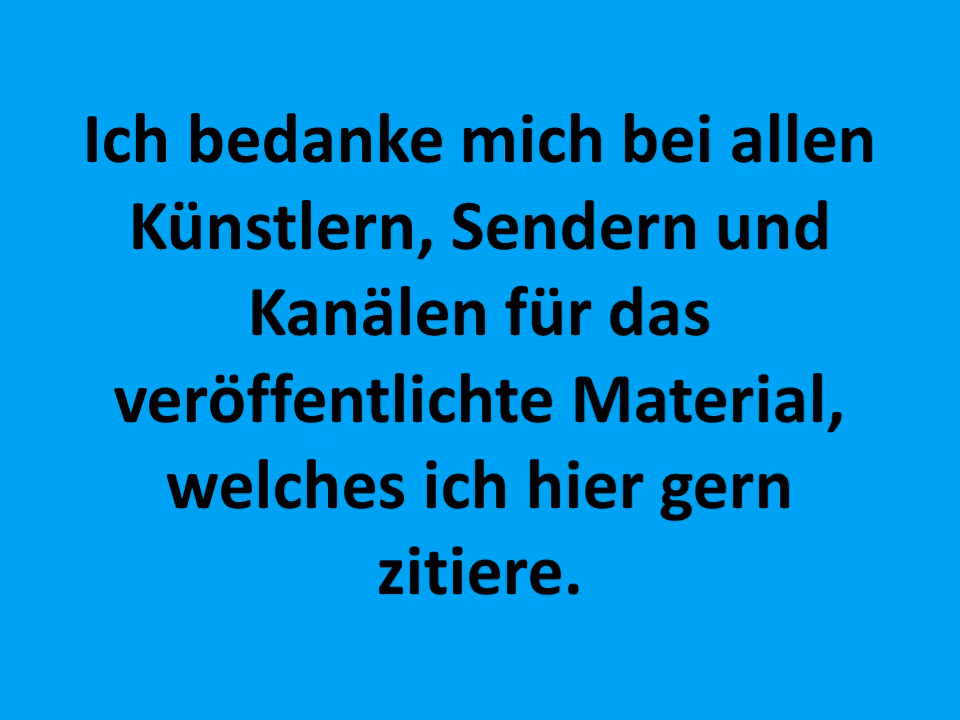 Ich bedanke mich bei allen
Künstlern, Sendern und
Kanälen für das
veröffentlichte Material,
welches ich hier gern
zitiere.